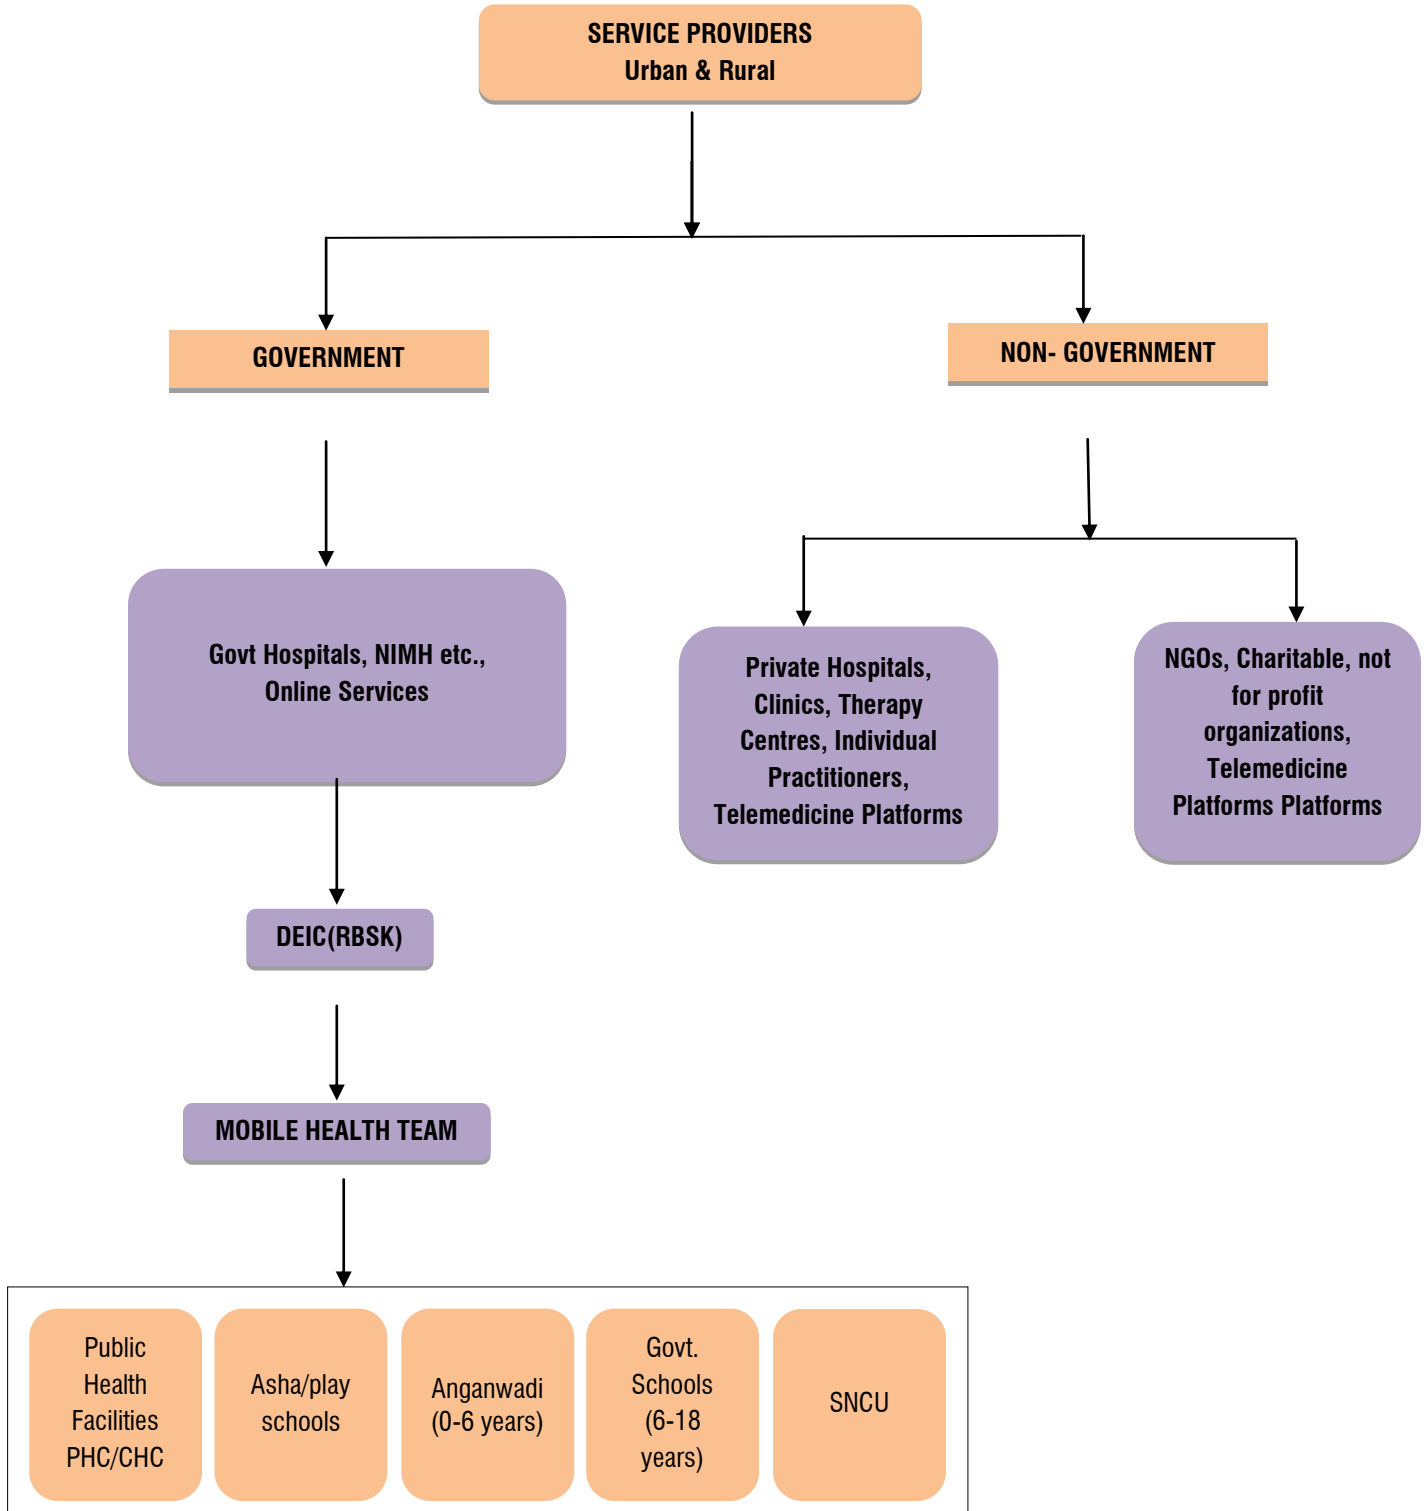 SERVICE PROVIDERS
Urban & Rural
GOVERNMENT
NON- GOVERNMENT
Govt Hospitals, NIMH etc.,
Online Services
Private Hospitals,
Clinics, Therapy
Centres, Individual
Practitioners,
Telemedicine Platforms
NGOs, Charitable, not
for profit
organizations,
Telemedicine
Platforms Platforms
DEIC(RBSK)
MOBILE HEALTH TEAM
Public
Health
Facilities
PHC/CHC
Asha/play
schools
Anganwadi
(0-6 years)
Govt.
Schools
(6-18
years)
SNCU